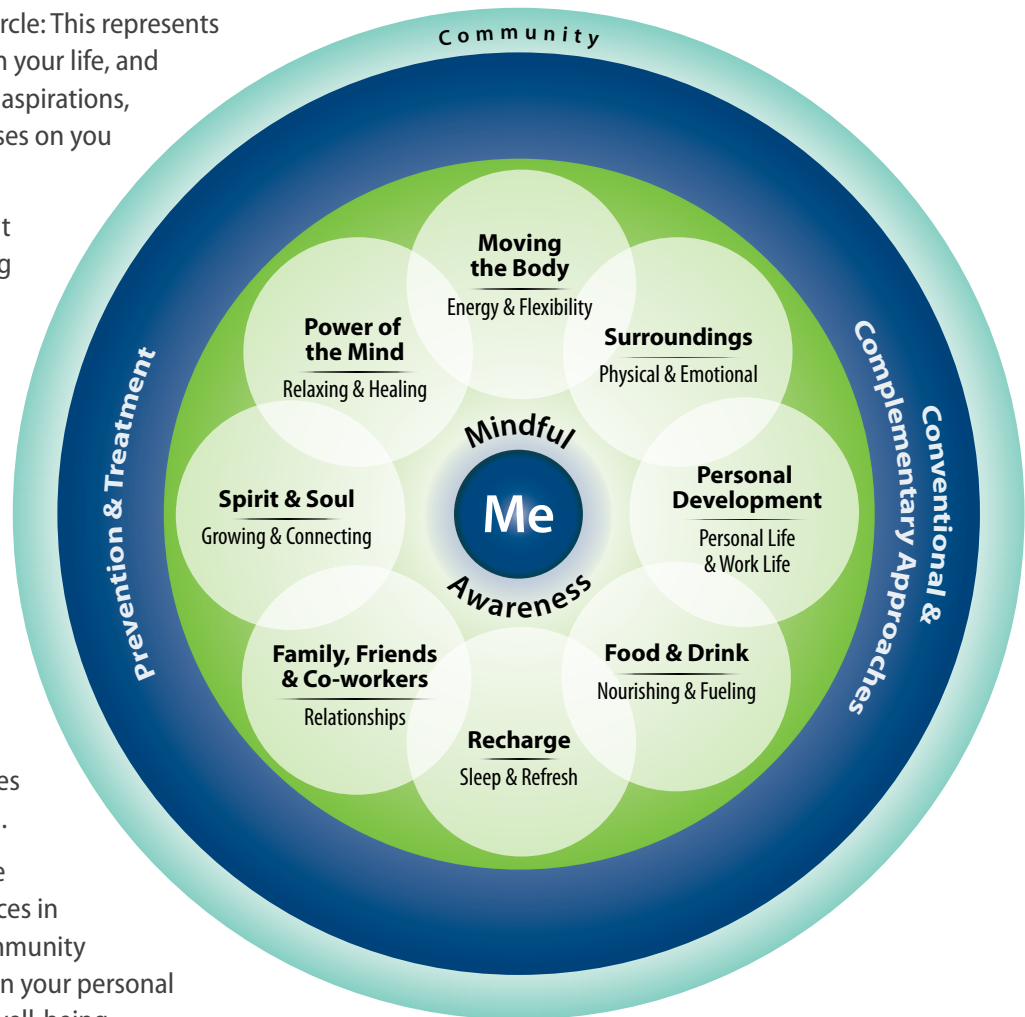 rcle: This represents
your life, and
aspirations,
ses on you
Community
Moving
the Body
Energy & Flexibility
Surroundings
Physical & Emotional
Power of
the Mind
Relaxing & Healing
Mindful
Me
Awareness
Personal
Development
Personal Life
& Work Life
Spirit & Soul
Growing & Connecting
Prevention & Treatment
Conventional &
Complementary Approaches
Family, Friends
& Co-workers
Relationships
Food & Drink
Nourishing & Fueling
Recharge
Sleep & Refresh
es
.
e
ces in
mmunity
n your personal
well-being